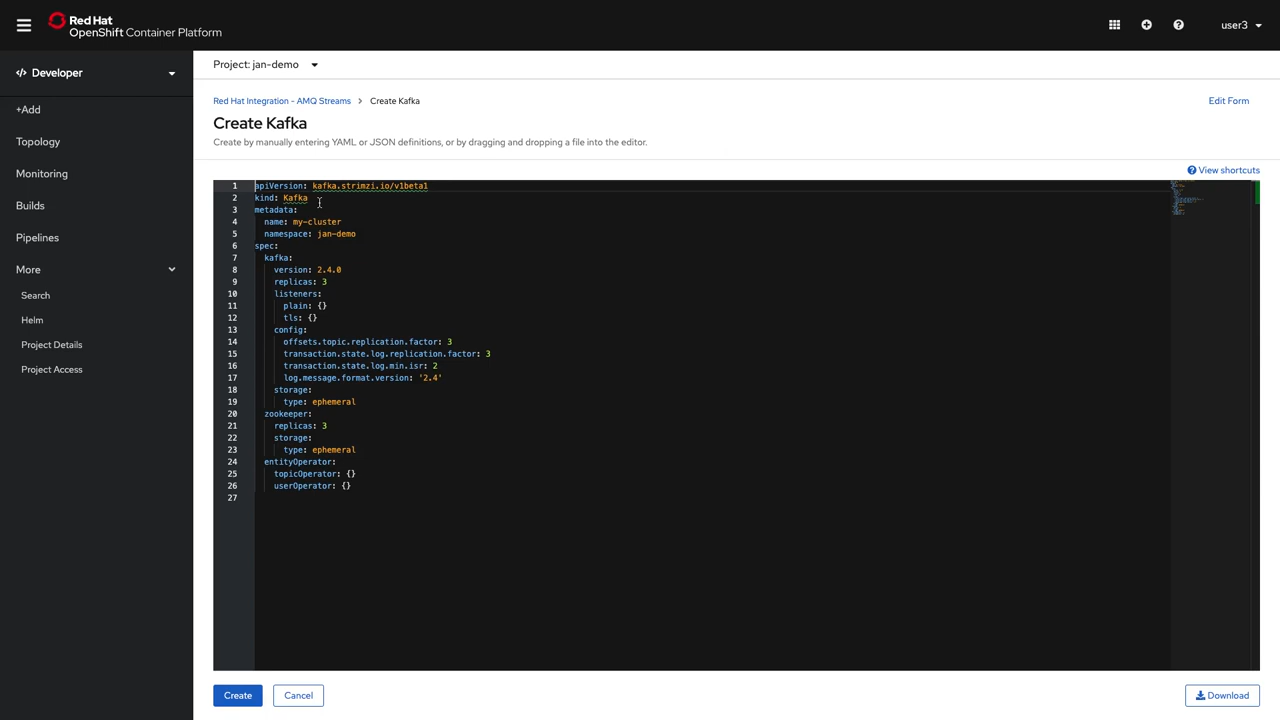 Red Hat
OpenShift Container Platform
user3
</> Developer
Project: jan-demo
+Add
Topology
Monitoring
Builds
Pipelines
More
Search
Helm
Project Details
Project Access
Red Hat Integration - AMQ Streams > Create Kafka
Edit Form
Create Kafka
Create by manually entering YAML or JSON definitions, or by dragging and dropping a file into the editor.
View shortcuts
1 apiVersion: kafka.strimzi.io/v1beta1
2 kind: Kafka
3 metadata:
4   name: my-cluster
5   namespace: jan-demo
6 spec:
7   kafka:
8     version: 2.4.0
9     replicas: 3
10     listeners:
11       plain: {}
12       tls: {}
13     config:
14       offsets.topic.replication.factor: 3
15       transaction.state.log.replication.factor: 3
16       transaction.state.log.min.isr: 2
17       log.message.format.version: '2.4'
18     storage:
19       type: ephemeral
20   zookeeper:
21     replicas: 3
22     storage:
23       type: ephemeral
24   entityOperator:
25     topicOperator: {}
26     userOperator: {}
27
Create
Cancel
Download